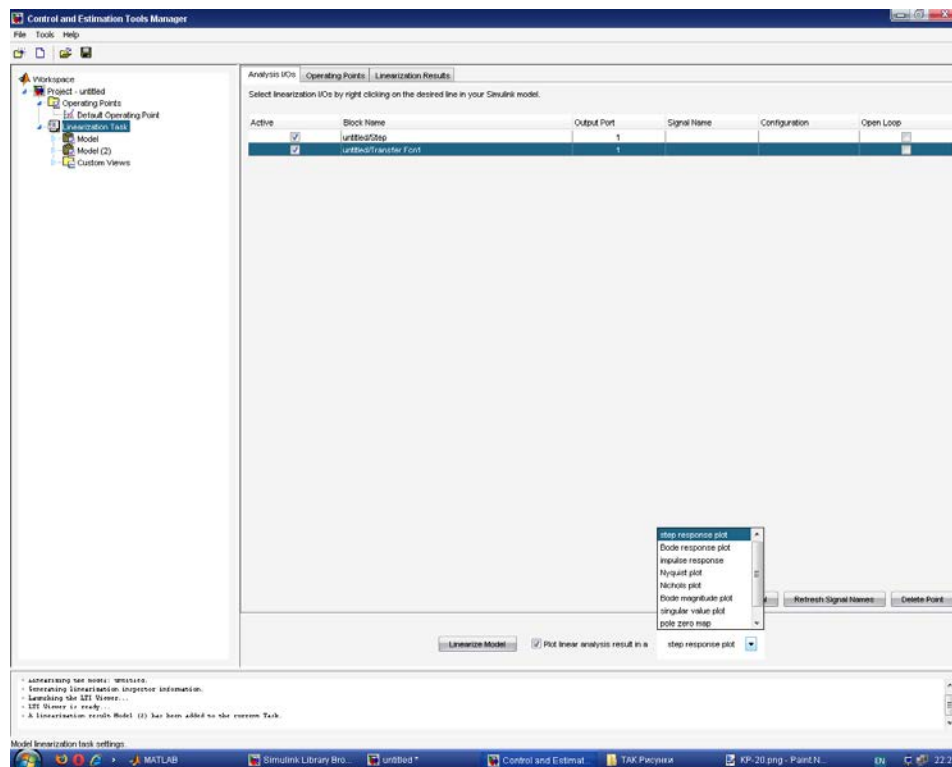 Control and Estimation Tools Manager
File Tools Help
Workspace
Project - untitled
Operating Points
Default Operating Point
Linearization Task
Model
Model (2)
Custom Views
Analysis I/Os Operating Points Linearization Results
Select linearization I/Os by right clicking on the desired line in your Simulink model.
Active Block Name Output Port Signal Name Configuration Open Loop
untitled/Step 1
untitled/Transfer Fcn1 1
step response plot
Bode response plot
impulse response
Nyquist plot
Nichols plot
Bode magnitude plot
singular value plot
pole zero map
Refresh Signal Names Delete Point
Linearize Model Plot linear analysis result in a step response plot
- Linearizing the model: untitled.
- Generating linearization inspector information.
- Launching the LTI Viewer...
- LTI Viewer is ready...
- A linearization result Model (2) has been added to the current Task.
Model linearization task settings.
MATLAB Simulink Library Bro... untitled * Control and Estimat... ТАК Рисунки KP-20.png - Paint.N... EN